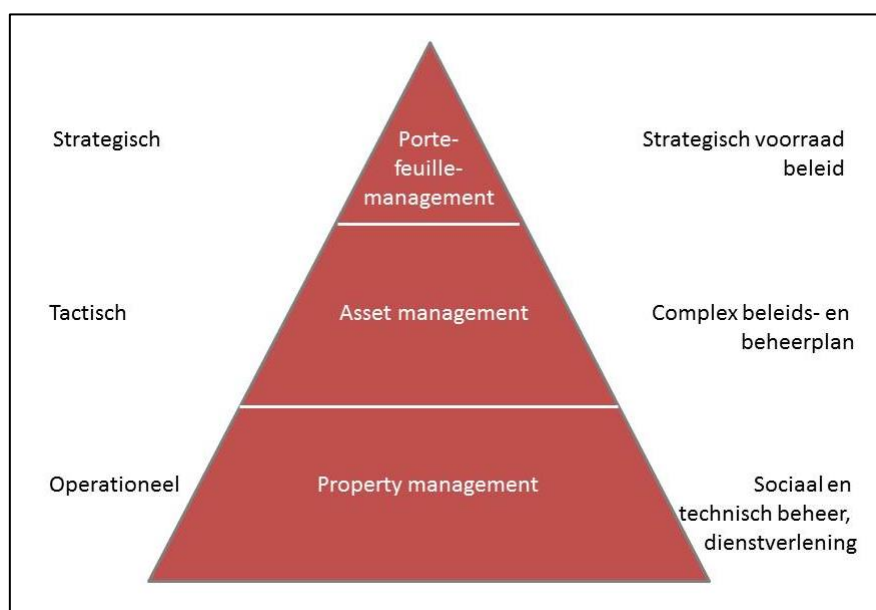 Strategisch
Porte-
feuille-
management
Strategisch voorraad
beleid
Tactisch
Asset management
Complex beleids- en
beheerplan
Operationeel
Property management
Sociaal en
technisch beheer,
dienstverlening